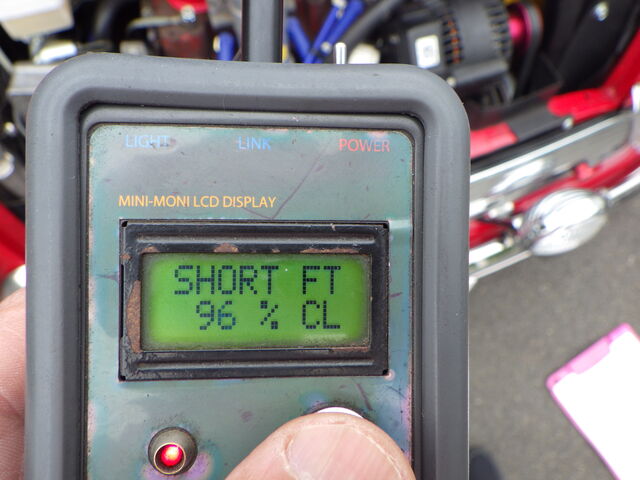 LIGHT LINK POWER
MINI-MONI LCD DISPLAY
SHORT FT
96 % CL